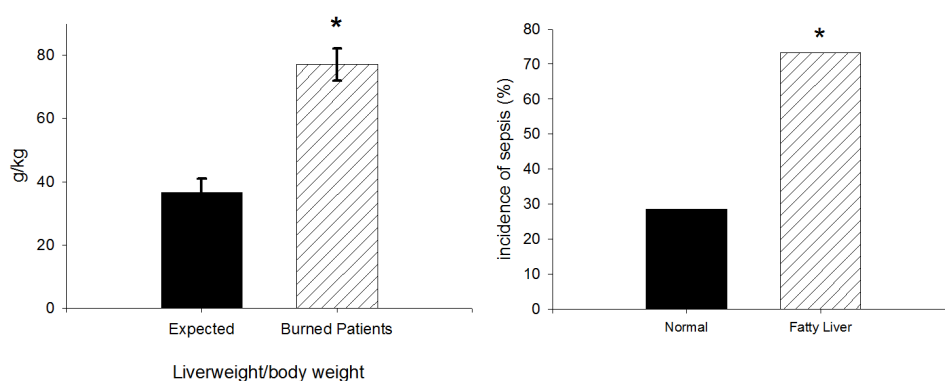 *
80
60
40
20
0
g/kg
Expected
Burned Patients
Liverweight/body weight
*
80
70
60
50
40
30
20
10
0
incidence of sepsis (%)
Normal
Fatty Liver